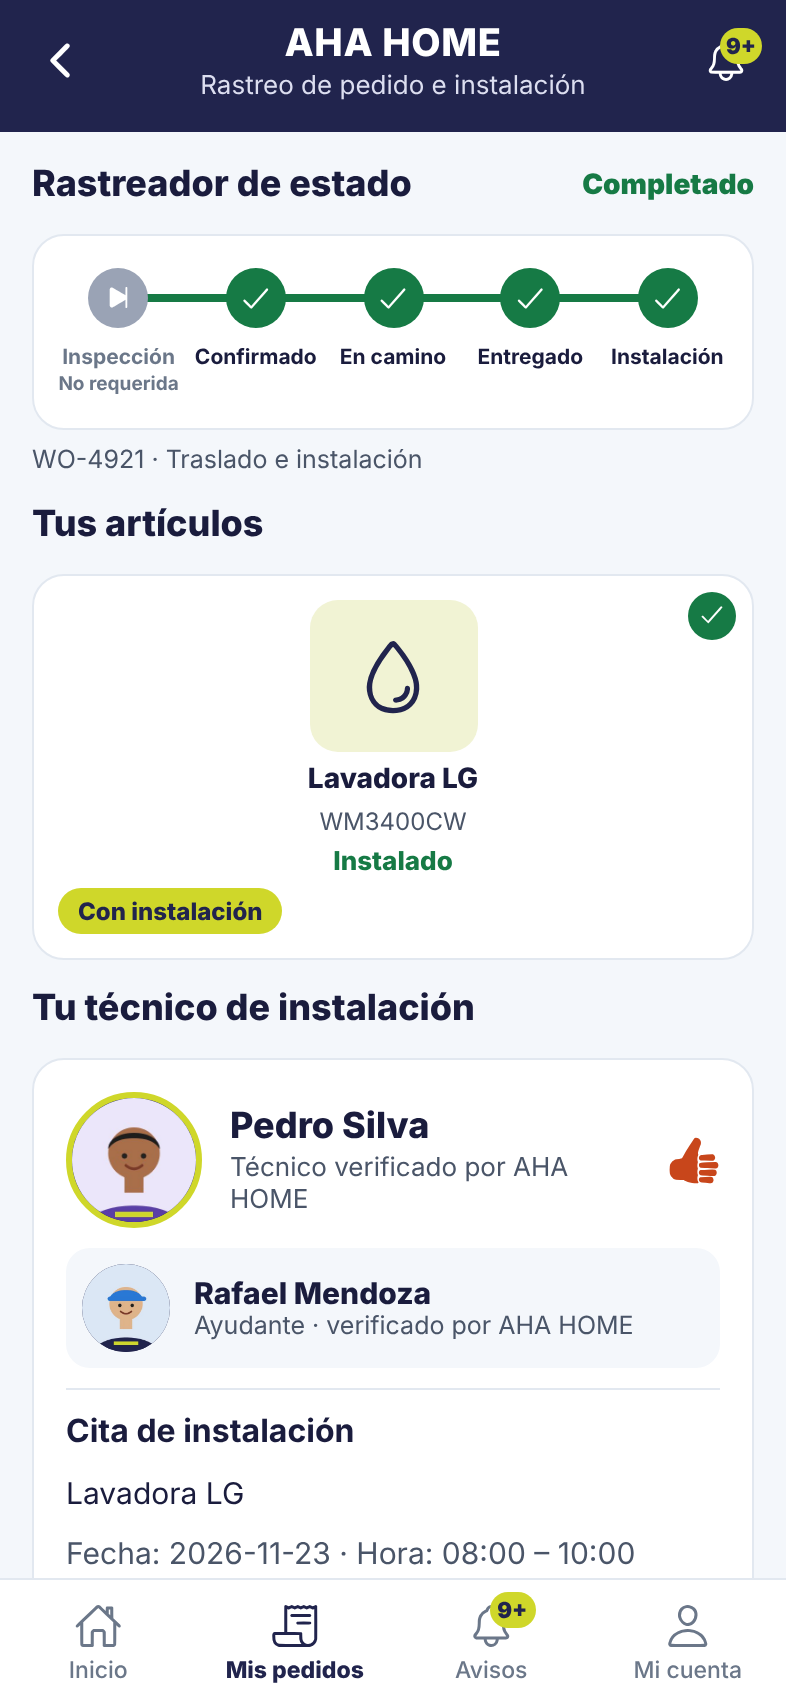 AHA HOME
9+
Rastreo de pedido e instalación
Rastreador de estado
Completado
Inspección
No requerida
Confirmado
En camino
Entregado
Instalación
WO-4921 · Traslado e instalación
Tus artículos
Lavadora LG
WM3400CW
Instalado
Con instalación
Tu técnico de instalación
Pedro Silva
Técnico verificado por AHA
HOME
Rafael Mendoza
Ayudante · verificado por AHA HOME
Cita de instalación
Lavadora LG
Fecha: 2026-11-23 · Hora: 08:00 – 10:00
Inicio
Mis pedidos
9+
Avisos
Mi cuenta